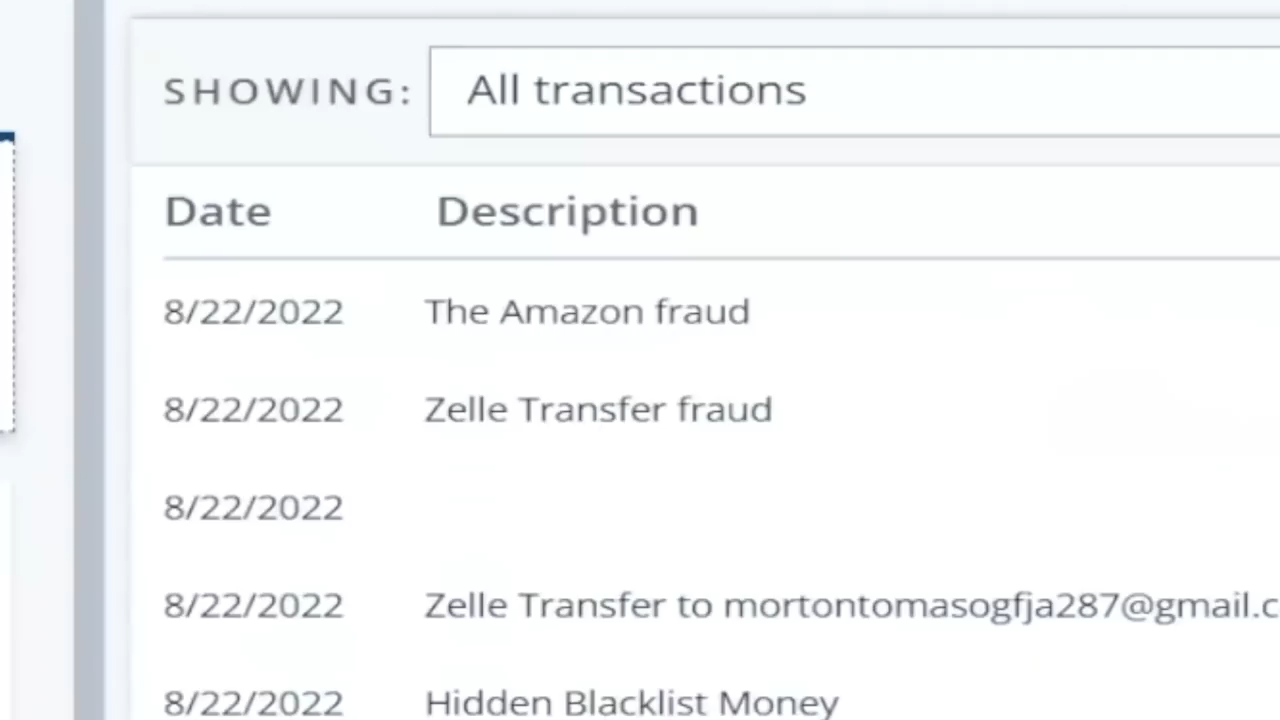 SHOWING: All transactions
Date Description
8/22/2022 The Amazon fraud
8/22/2022 Zelle Transfer fraud
8/22/2022
8/22/2022 Zelle Transfer to mortontomasogfja287@gmail.c
8/22/2022 Hidden Blacklist Money